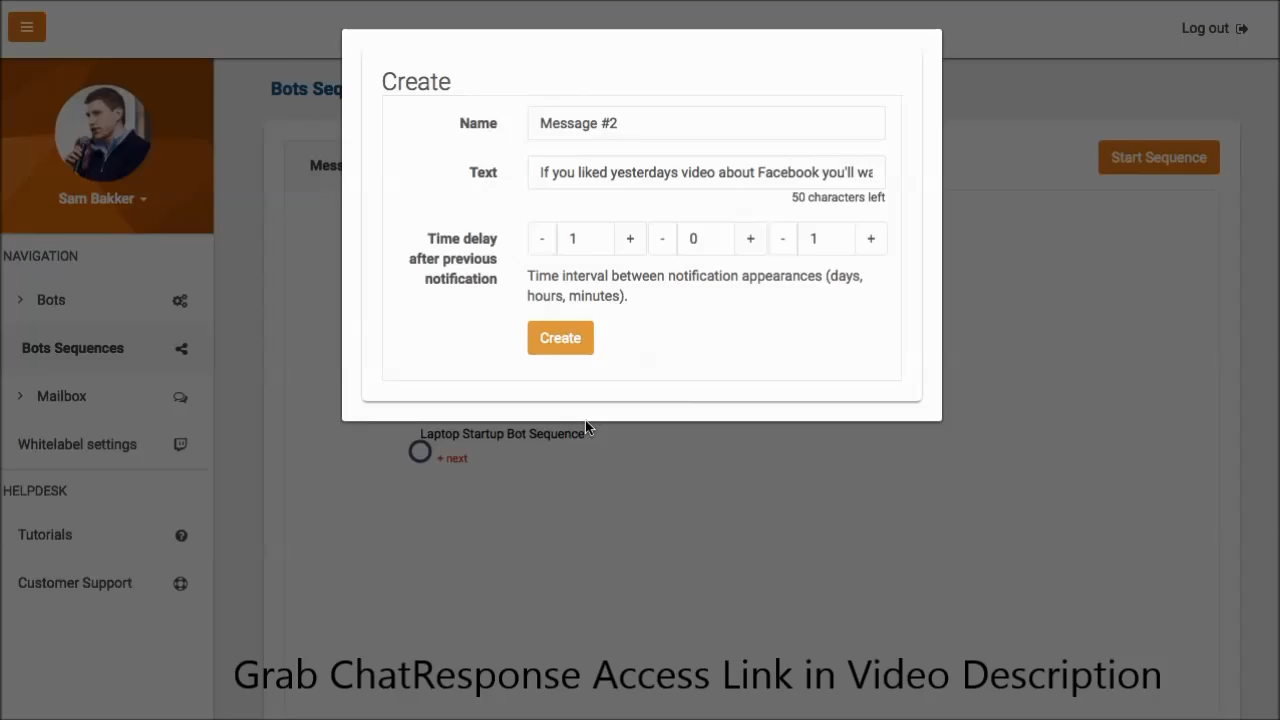 Log out
Create
Name
Message #2
Text
If you liked yesterdays video about Facebook you'll wa
50 characters left
Time delay
after previous
notification
- 1 + - 0 + - 1 +
Time interval between notification appearances (days,
hours, minutes).
Create
Bots Seq
Mess
Start Sequence
Sam Bakker
NAVIGATION
Bots
Bots Sequences
Mailbox
Whitelabel settings
HELPDESK
Tutorials
Customer Support
Laptop Startup Bot Sequence
+ next
Grab ChatResponse Access Link in Video Description